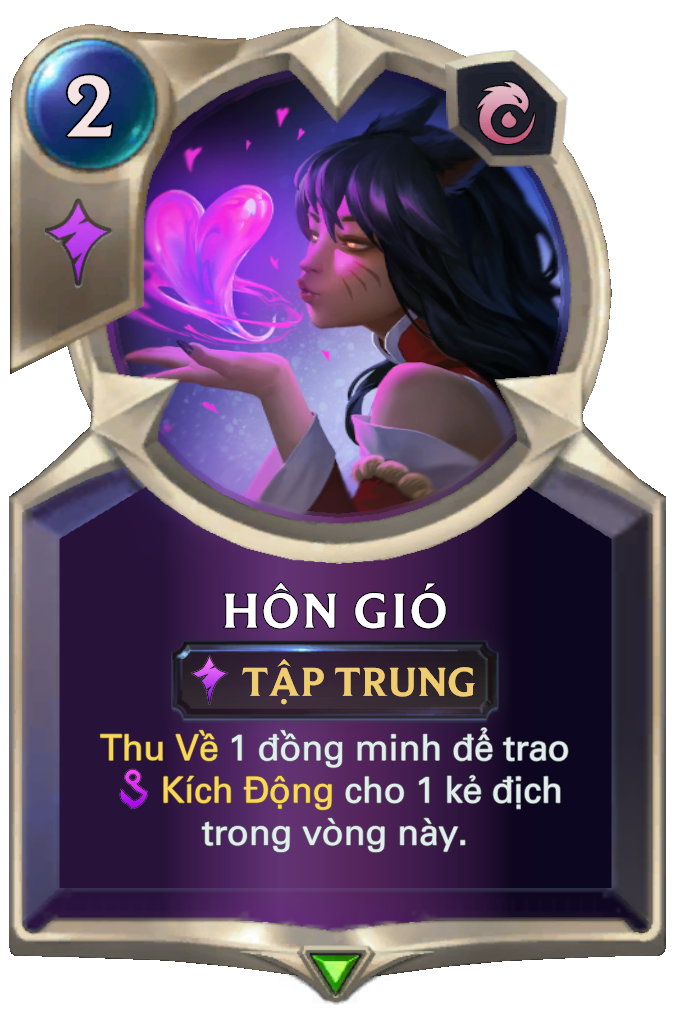 2
HÔN GIÓ
TẬP TRUNG
Thu Về 1 đồng minh để trao
Kích Động cho 1 kẻ địch
trong vòng này.